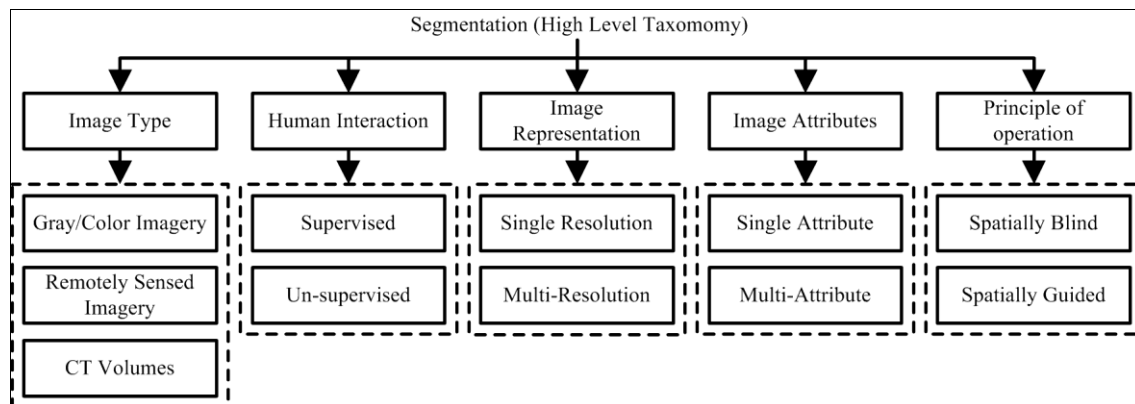 Segmentation (High Level Taxomomy)
Image Type
Human Interaction
Image
Representation
Image Attributes
Principle of
operation
Gray/Color Imagery
Remotely Sensed
Imagery
CT Volumes
Supervised
Un-supervised
Single Resolution
Multi-Resolution
Single Attribute
Multi-Attribute
Spatially Blind
Spatially Guided